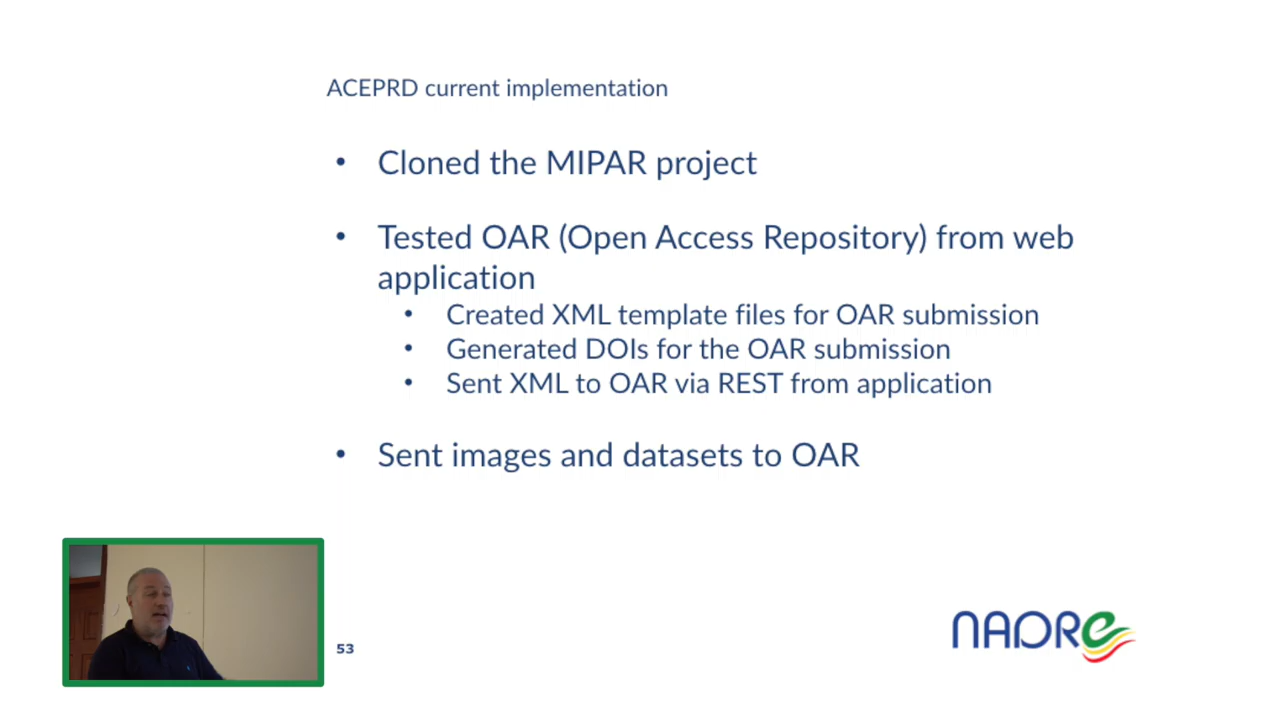 ACEPRD current implementation
• Cloned the MIPAR project
• Tested OAR (Open Access Repository) from web
application
• Created XML template files for OAR submission
• Generated DOIs for the OAR submission
• Sent XML to OAR via REST from application
• Sent images and datasets to OAR
53
NADRe